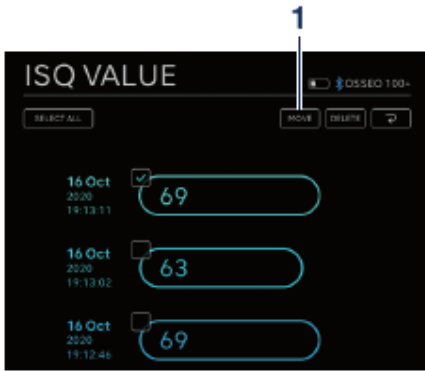 1
ISQ VALUE
OSSEO 100+
SELECT ALL
MOVE
DELETE
16 Oct
2020
19:13:11
69
16 Oct
2020
19:13:02
63
16 Oct
2020
19:12:46
69